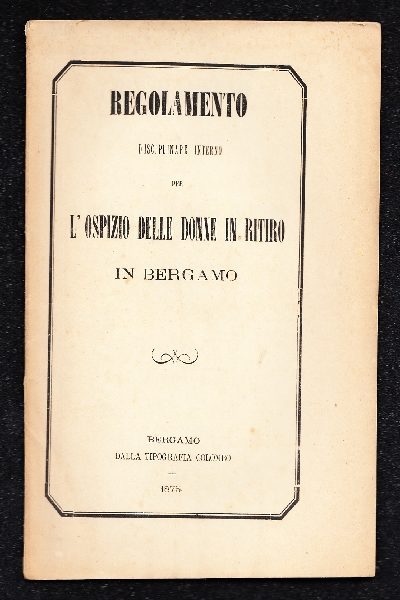 REGOLAMENTO
DISCIPLINARE INTERNO
PER
L' OSPIZIO DELLE DONNE IN RITIRO
IN BERGAMO
BERGAMO
DALLA TIPOGRAFIA COLOMBO
1875